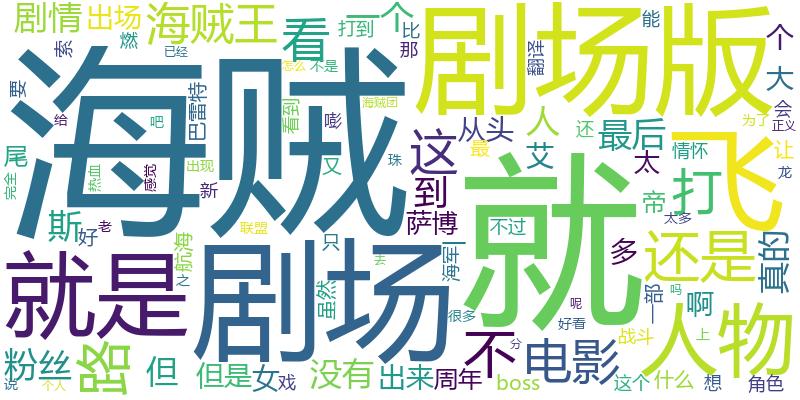 剧情
出场
海贼王
看
一个
燃
打到
比
那
剧场版
能
翻译
个
大
索
已经
要
海贼
巴雷特
怎么
不是
海贼团
看到
嘭
吧
给
尾
完全
热血
感觉
出现
新
又
珠
这
从头
人
最
艾
还
最后
会
正义
为了
太
情怀
让
飞
龙
到
打
帝
太多
斯
好
老
联盟
航海
之
只
去
萨博
不过
海军
就
多
还是
真的
就是
剧场
虽然
很多
呢
好看
一部
啊
吗
人物
粉丝
路
但
但是
女
戏
没有
出来
周年
不
boss
分
电影
战斗
上
这个
什么
想
角色
说
个人